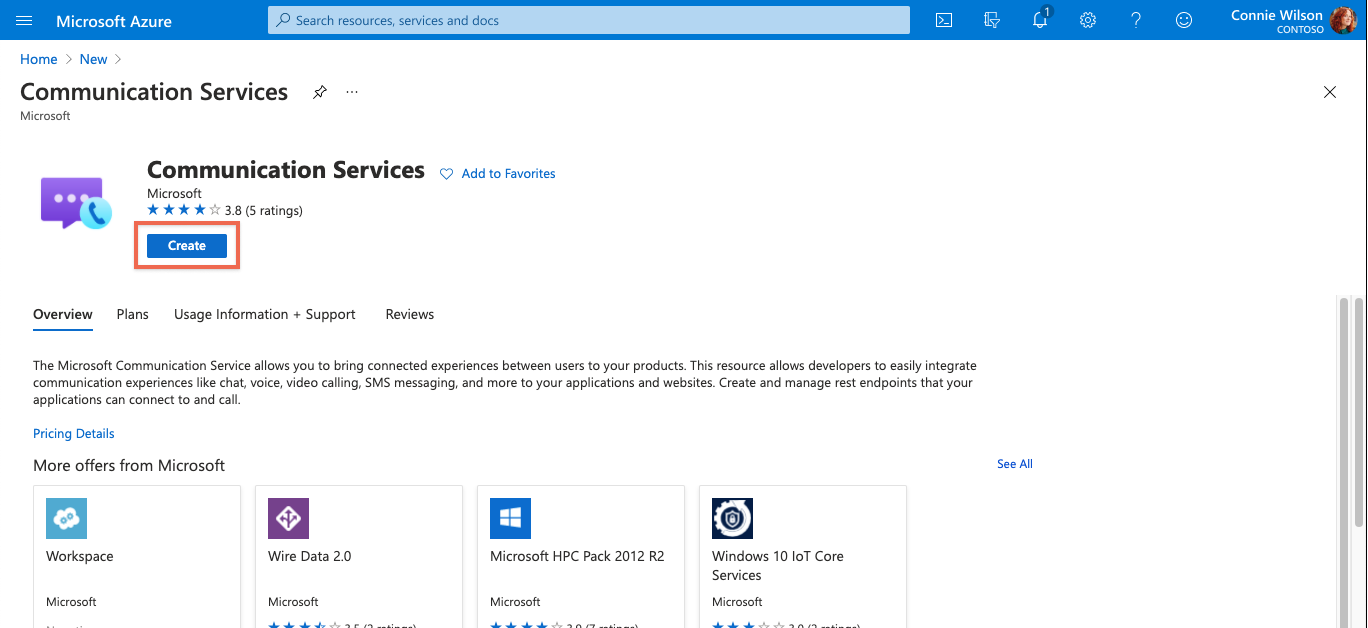 Microsoft Azure
Search resources, services and docs
1
Connie Wilson
CONTOSO
Home > New >
Communication Services
...
Microsoft
Communication Services
Add to Favorites
Microsoft
3.8 (5 ratings)
Create
Overview Plans Usage Information + Support Reviews
The Microsoft Communication Service allows you to bring connected experiences between users to your products. This resource allows developers to easily integrate
communication experiences like chat, voice, video calling, SMS messaging, and more to your applications and websites. Create and manage rest endpoints that your
applications can connect to and call.
Pricing Details
More offers from Microsoft
See All
Workspace
Wire Data 2.0
Microsoft HPC Pack 2012 R2
Windows 10 IoT Core
Services
Microsoft
Microsoft
Microsoft
Microsoft